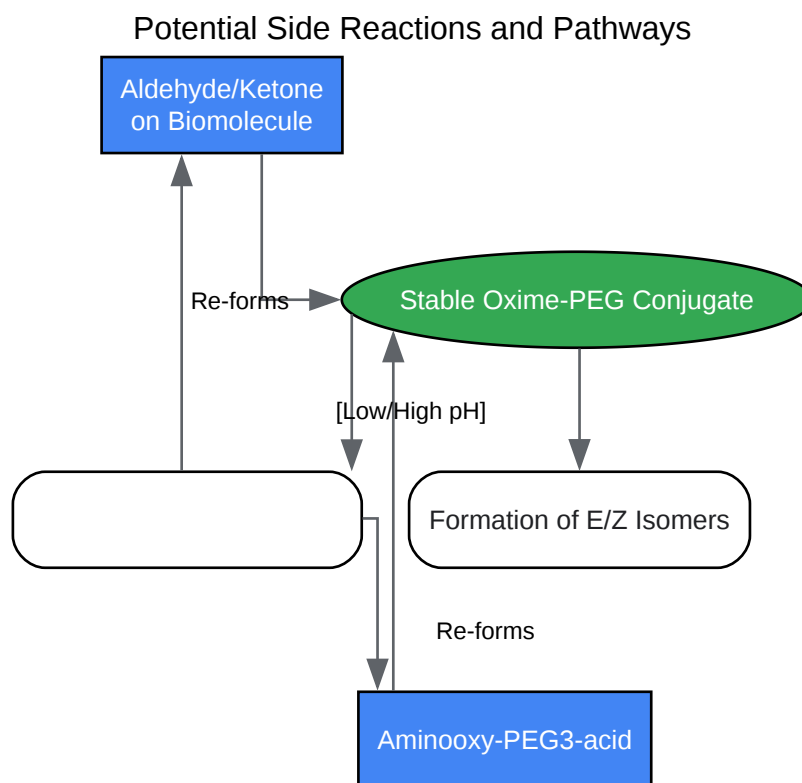 Potential Side Reactions and Pathways
Aldehyde/Ketone
on Biomolecule
Re-forms
Stable Oxime-PEG Conjugate
[Low/High pH]
Formation of E/Z Isomers
Re-forms
Aminooxy-PEG3-acid